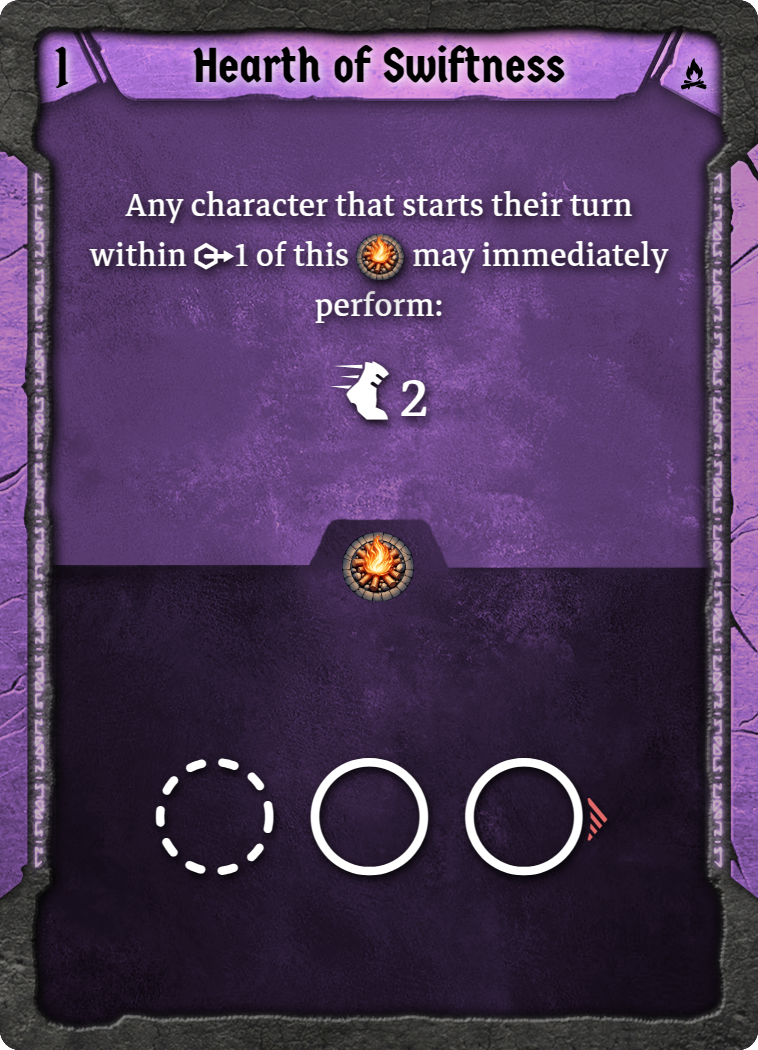 1
Hearth of Swiftness
Any character that starts their turn
within 1 of this may immediately
perform:
2